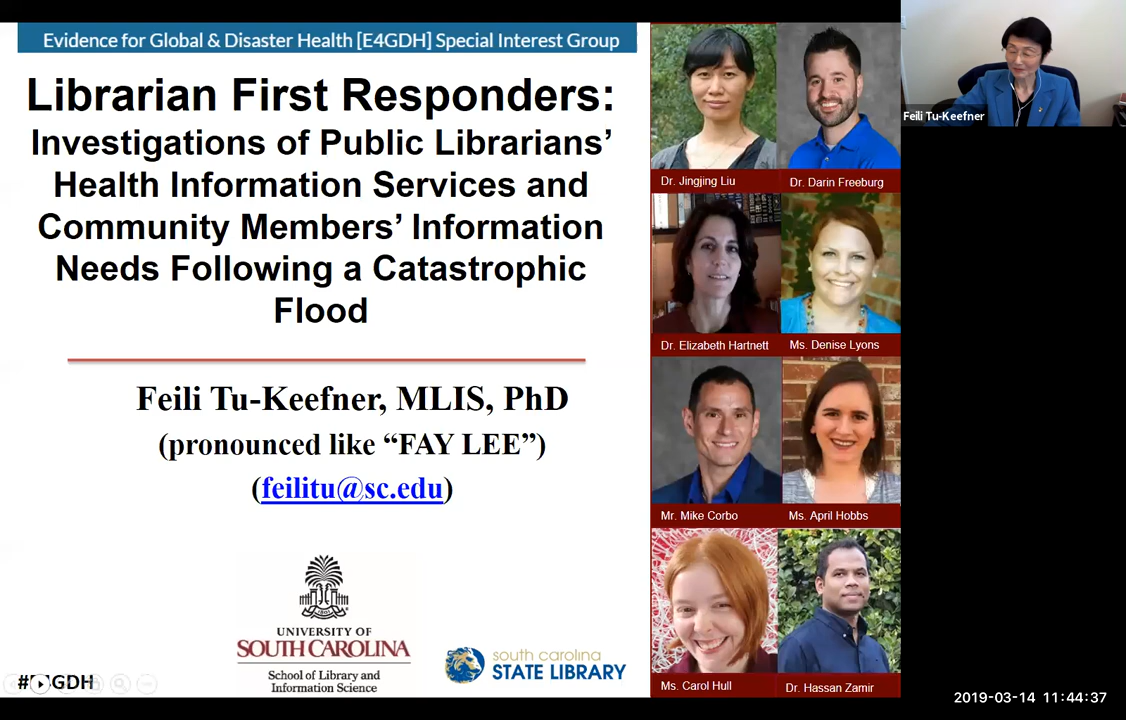 Evidence for Global & Disaster Health [E4GDH] Special Interest Group
Librarian First Responders:
Investigations of Public Librarians’
Health Information Services and
Community Members’ Information
Needs Following a Catastrophic
Flood
Feili Tu-Keefner, MLIS, PhD
(pronounced like “FAY LEE”)
(feilitu@sc.edu)
UNIVERSITY OF
SOUTH CAROLINA
School of Library and
Information Science
south carolina
STATE LIBRARY
Dr. Jingjing Liu
Dr. Darin Freeburg
Dr. Elizabeth Hartnett
Ms. Denise Lyons
Mr. Mike Corbo
Ms. April Hobbs
Ms. Carol Hull
Dr. Hassan Zamir
Feili Tu-Keefner
2019-03-14 11:44:37